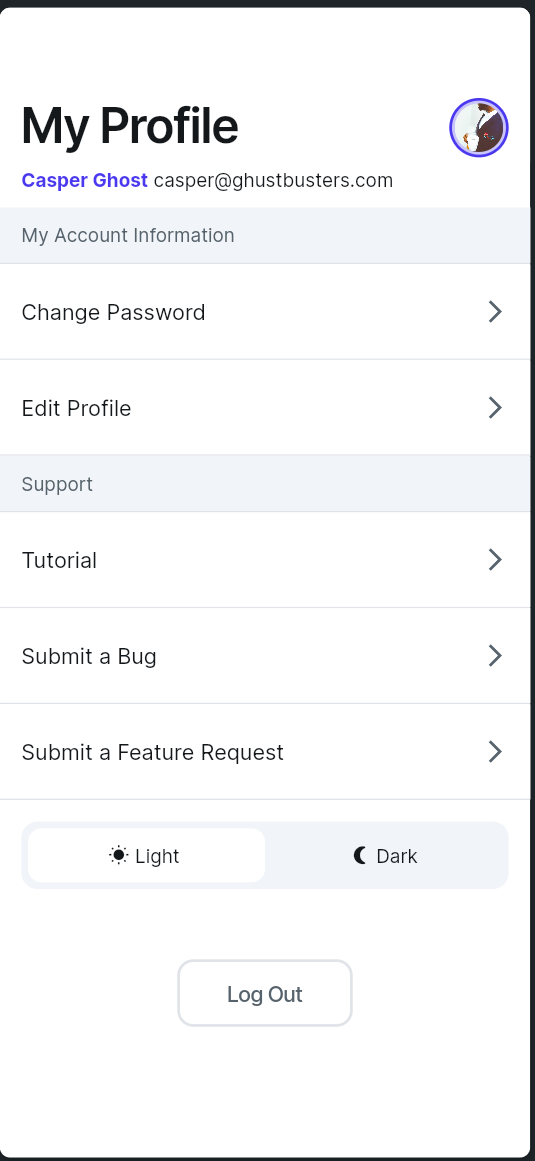 My Profile
Casper Ghost casper@ghustbusters.com
My Account Information
Change Password
Edit Profile
Support
Tutorial
Submit a Bug
Submit a Feature Request
Light Dark
Log Out